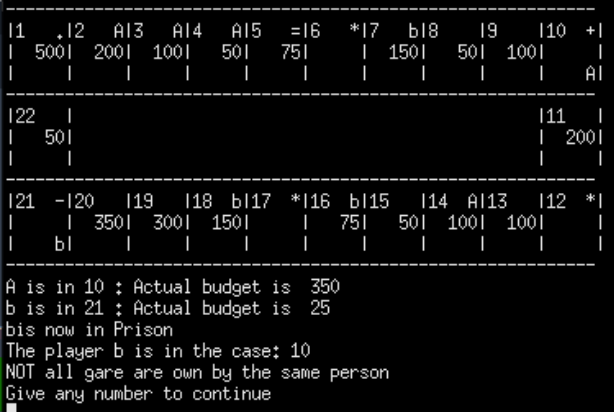 ------------------------------------------------------------
|1   .|2   A|3   A|4   A|5   =|6   *|7   b|8    |9    |10  +|
|  500|  200|  100|   50|   75|     |  150|   50|  100|     |
|     |     |     |     |     |     |     |     |     |    A|
------------------------------------------------------------
|22   |                                               |11   |
|   50|                                               |  200|
|     |                                               |     |
------------------------------------------------------------
|21  -|20   |19   |18  b|17  *|16  b|15   |14  A|13   |12  *|
|     |  350|  300|  150|     |   75|   50|  100|  100|     |
|    b|     |     |     |     |     |     |     |     |     |
------------------------------------------------------------
A is in 10 : Actual budget is  350
b is in 21 : Actual budget is  25
bis now in Prison
The player b is in the case: 10
NOT all gare are own by the same person
Give any number to continue